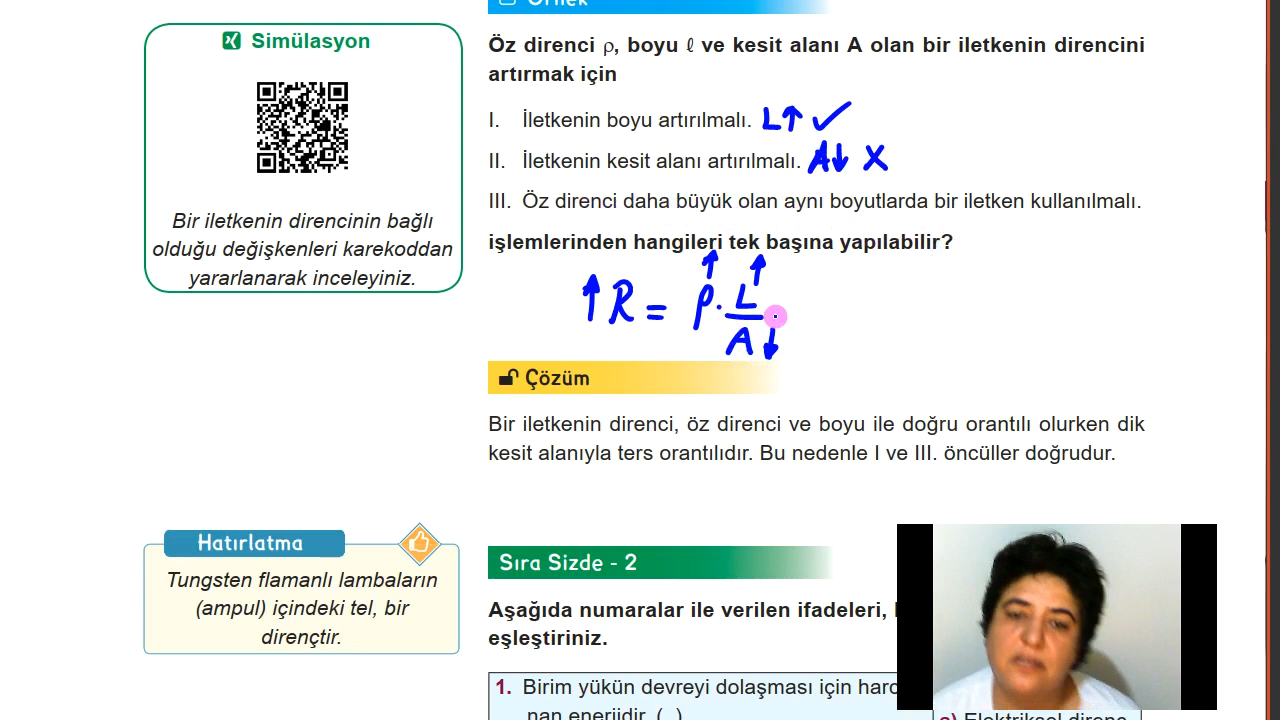 Örnek
Simülasyon
Bir iletkenin direncinin bağlı
olduğu değişkenleri karekoddan
yararlanarak inceleyiniz.
Öz direnci ρ, boyu ℓ ve kesit alanı A olan bir iletkenin direncini
artırmak için
I. İletkenin boyu artırılmalı. L↑ ✓
II. İletkenin kesit alanı artırılmalı. A↓ X
III. Öz direnci daha büyük olan aynı boyutlarda bir iletken kullanılmalı.
işlemlerinden hangileri tek başına yapılabilir?
↑R = ρ↑ . L↑
A↓
Çözüm
Bir iletkenin direnci, öz direnci ve boyu ile doğru orantılı olurken dik
kesit alanıyla ters orantılıdır. Bu nedenle I ve III. öncüller doğrudur.
Hatırlatma
Tungsten flamanlı lambaların
(ampul) içindeki tel, bir
dirençtir.
Sıra Sizde - 2
Aşağıda numaralar ile verilen ifadeleri,
eşleştiriniz.
1. Birim yükün devreyi dolaşması için harc
nan enerjidir. (..)
a) Elektriksel direnç